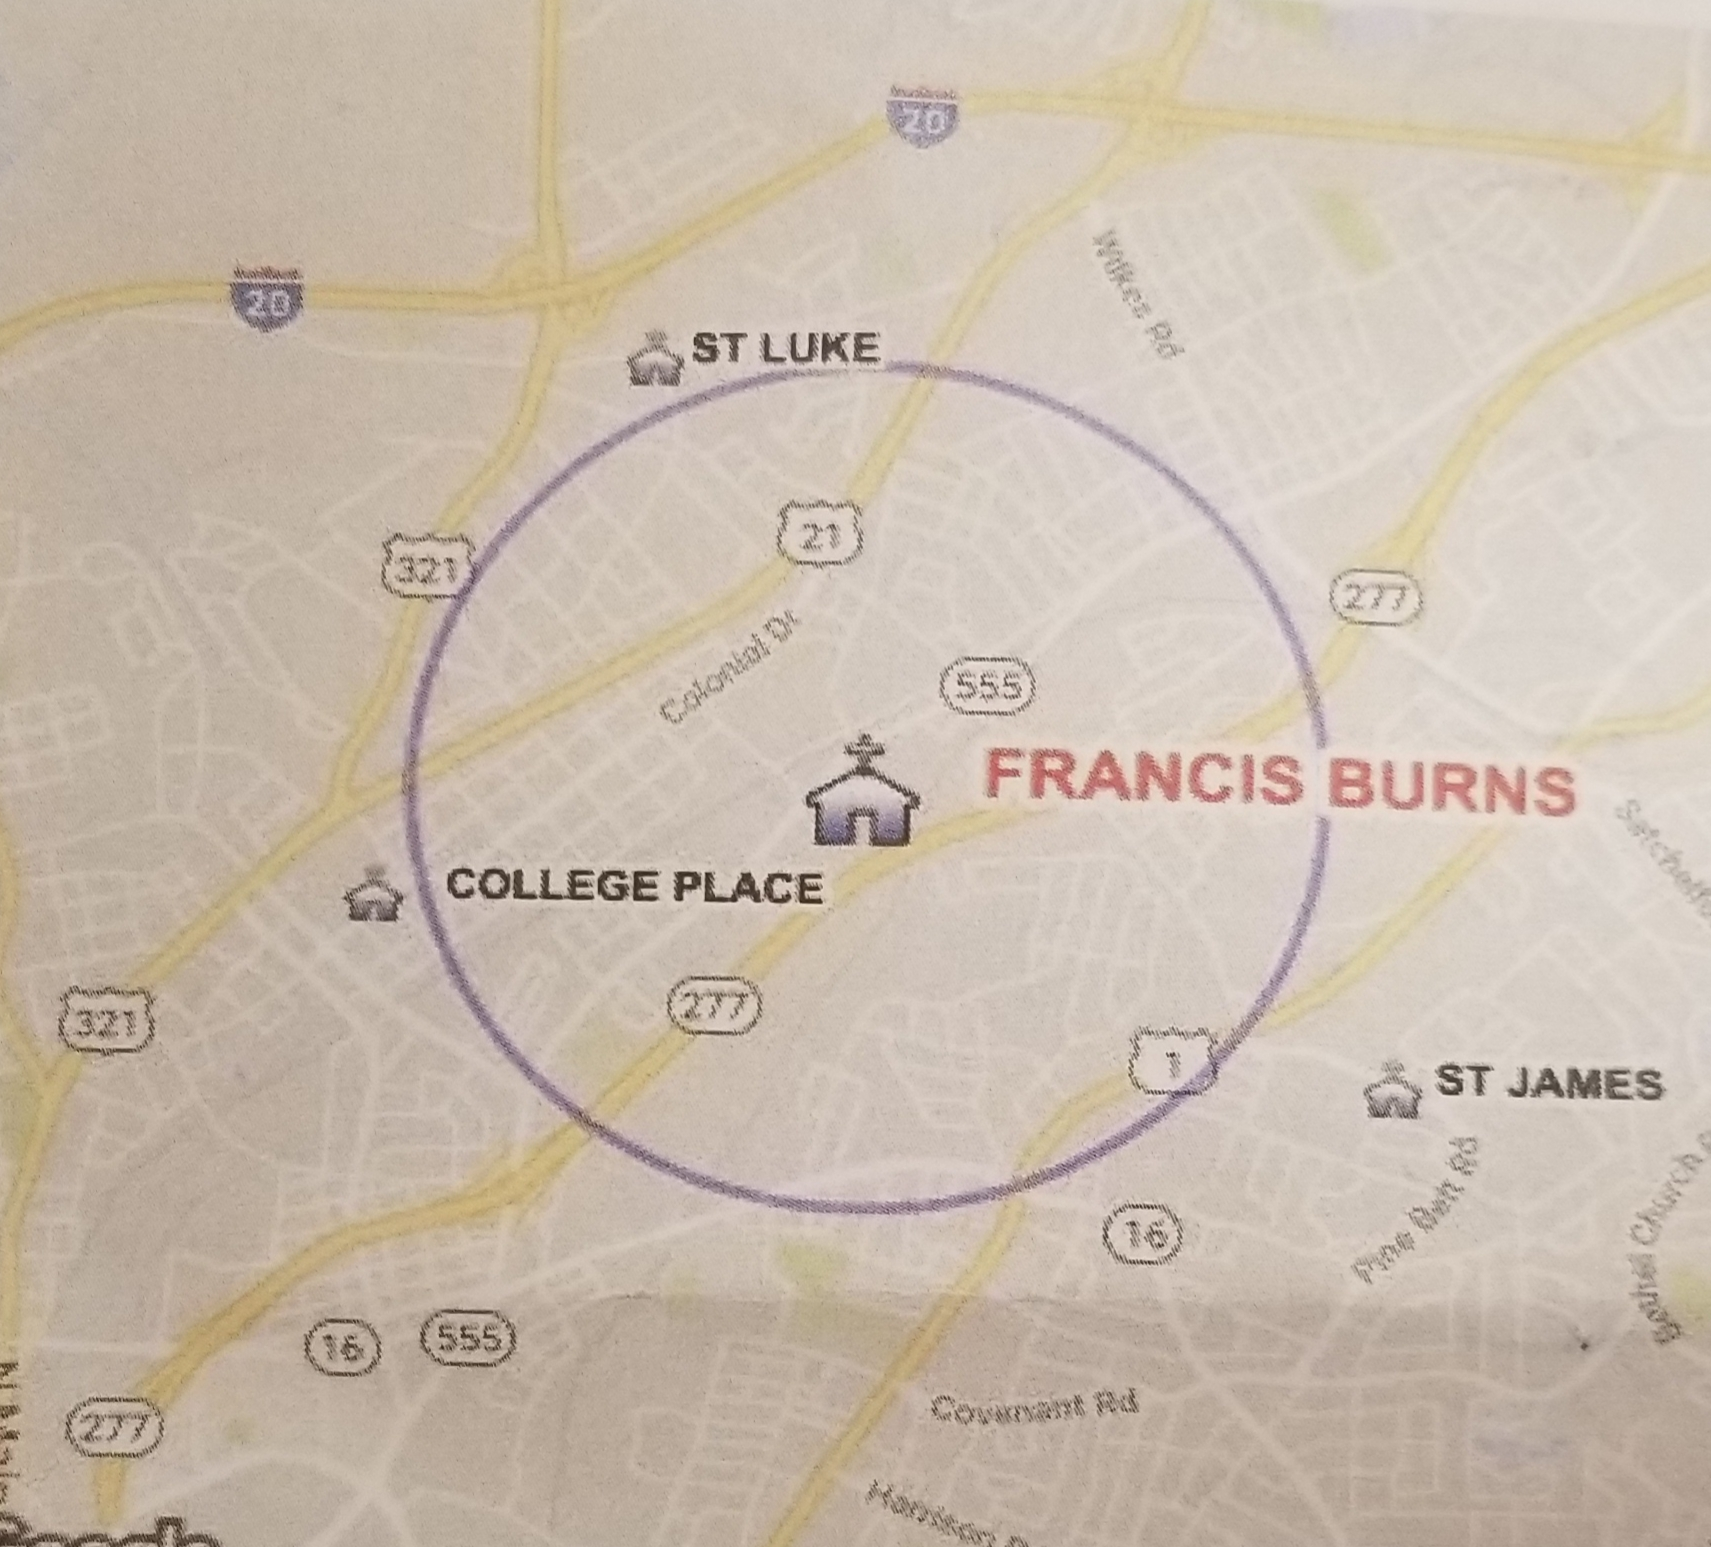 20
20
Wilkes Rd
ST LUKE
21
321
277
Colonial Dr
555
FRANCIS BURNS
COLLEGE PLACE
277
321
1
ST JAMES
Pine Belt Rd
16
16
555
Covenant Rd
277
Harrison